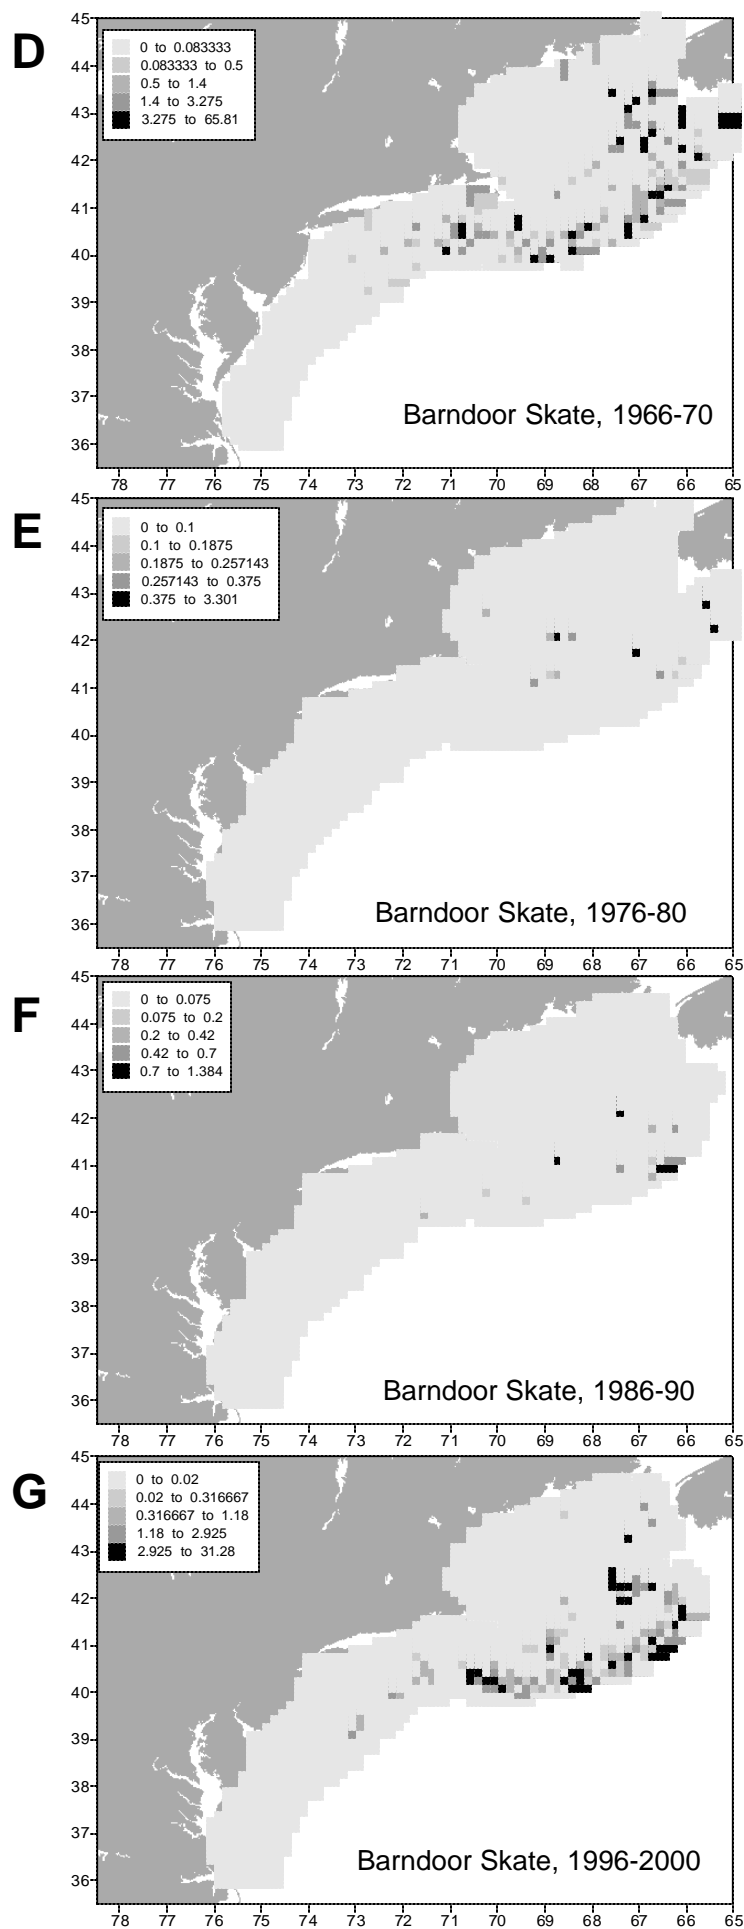 D
45
44
43
42
41
40
39
38
37
36
0 to 0.083333
0.083333 to 0.5
0.5 to 1.4
1.4 to 3.275
3.275 to 65.81
Barndoor Skate, 1966-70
78 77 76 75 74 73 72 71 70 69 68 67 66 65
E
45
44
43
42
41
40
39
38
37
36
0 to 0.1
0.1 to 0.1875
0.1875 to 0.257143
0.257143 to 0.375
0.375 to 3.301
Barndoor Skate, 1976-80
78 77 76 75 74 73 72 71 70 69 68 67 66 65
F
45
44
43
42
41
40
39
38
37
36
0 to 0.075
0.075 to 0.2
0.2 to 0.42
0.42 to 0.7
0.7 to 1.384
Barndoor Skate, 1986-90
78 77 76 75 74 73 72 71 70 69 68 67 66 65
G
45
44
43
42
41
40
39
38
37
36
0 to 0.02
0.02 to 0.316667
0.316667 to 1.18
1.18 to 2.925
2.925 to 31.28
Barndoor Skate, 1996-2000
78 77 76 75 74 73 72 71 70 69 68 67 66 65